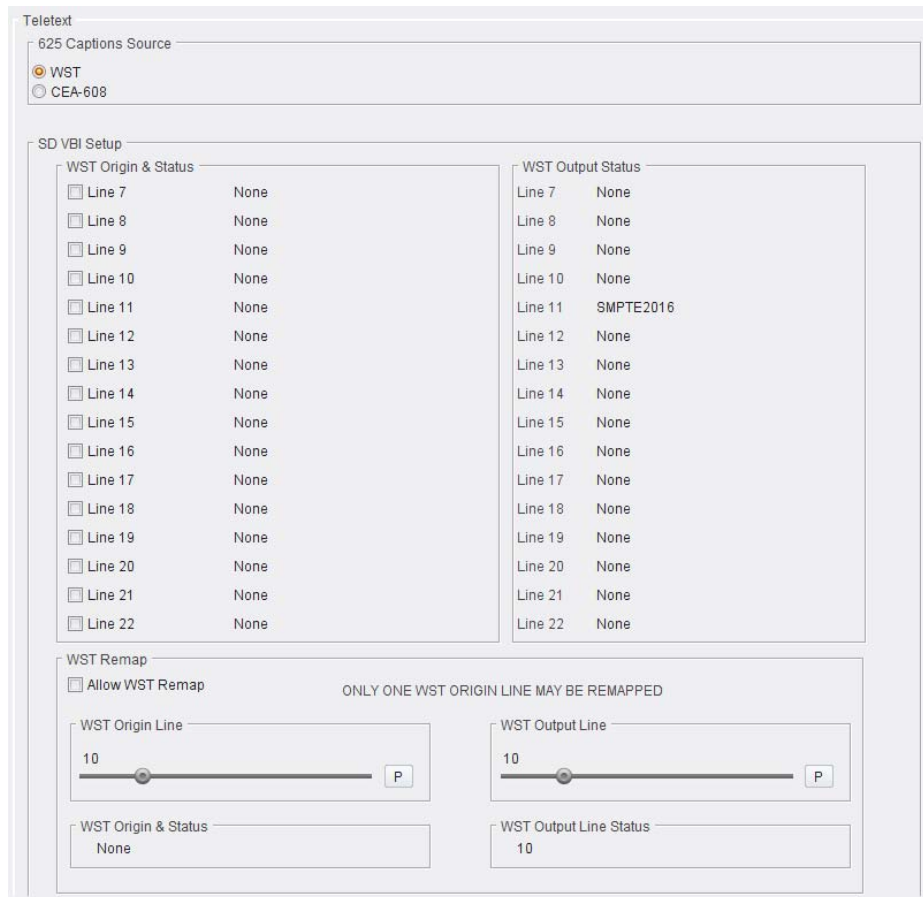 Teletext
625 Captions Source
WST
CEA-608
SD VBI Setup
WST Origin & Status
Line 7 None
Line 8 None
Line 9 None
Line 10 None
Line 11 None
Line 12 None
Line 13 None
Line 14 None
Line 15 None
Line 16 None
Line 17 None
Line 18 None
Line 19 None
Line 20 None
Line 21 None
Line 22 None
WST Output Status
Line 7 None
Line 8 None
Line 9 None
Line 10 None
Line 11 SMPTE2016
Line 12 None
Line 13 None
Line 14 None
Line 15 None
Line 16 None
Line 17 None
Line 18 None
Line 19 None
Line 20 None
Line 21 None
Line 22 None
WST Remap
Allow WST Remap
ONLY ONE WST ORIGIN LINE MAY BE REMAPPED
WST Origin Line
10
P
WST Output Line
10
P
WST Origin & Status
None
WST Output Line Status
10